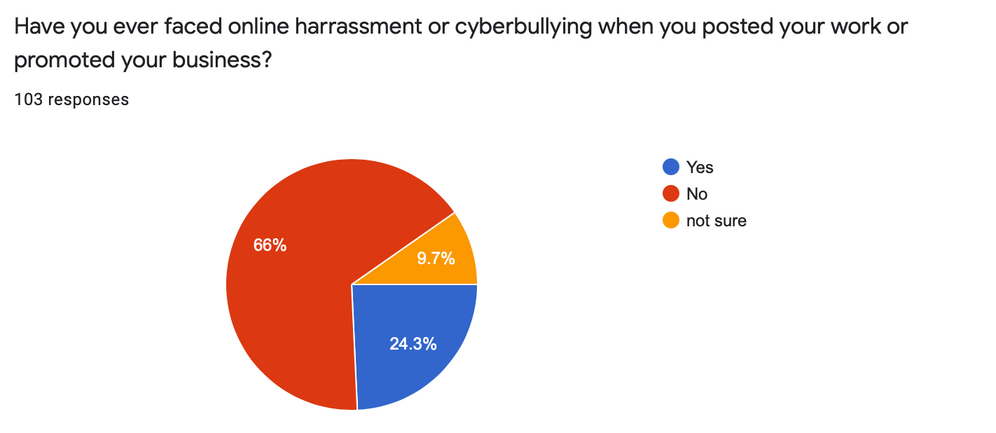 Have you ever faced online harrassment or cyberbullying when you posted your work or
promoted your business?
103 responses
Yes
No
not sure
66%
9.7%
24.3%